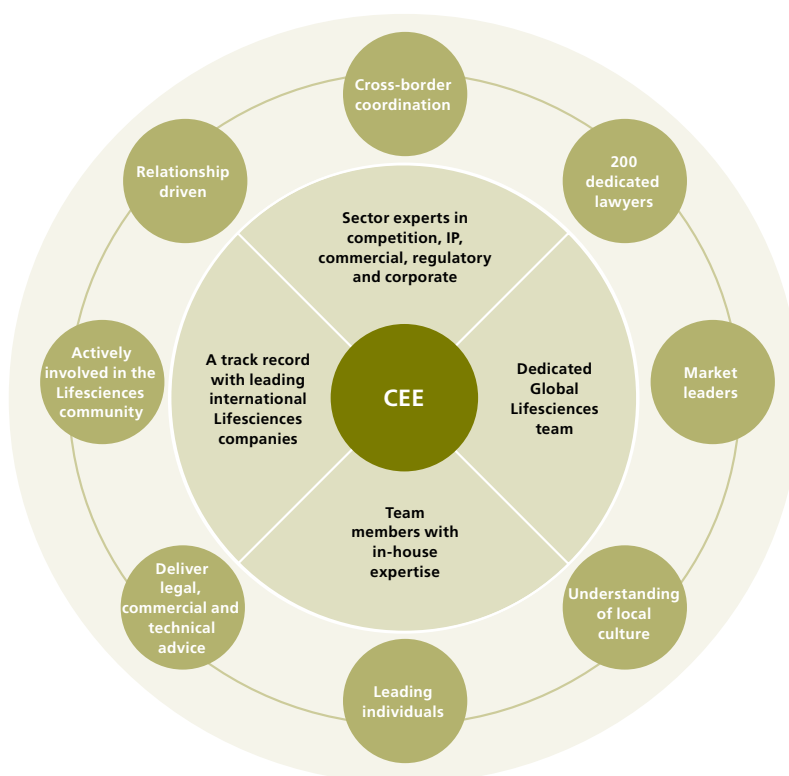 Cross-border
coordination
200
dedicated
lawyers
Market
leaders
Understanding
of local
culture
Leading
individuals
Deliver
legal,
commercial and
technical
advice
Actively
involved in the
Lifesciences
community
Relationship
driven
Sector experts in
competition, IP,
commercial, regulatory
and corporate
Dedicated
Global
Lifesciences
team
Team
members with
in-house
expertise
A track record
with leading
international
Lifesciences
companies
CEE